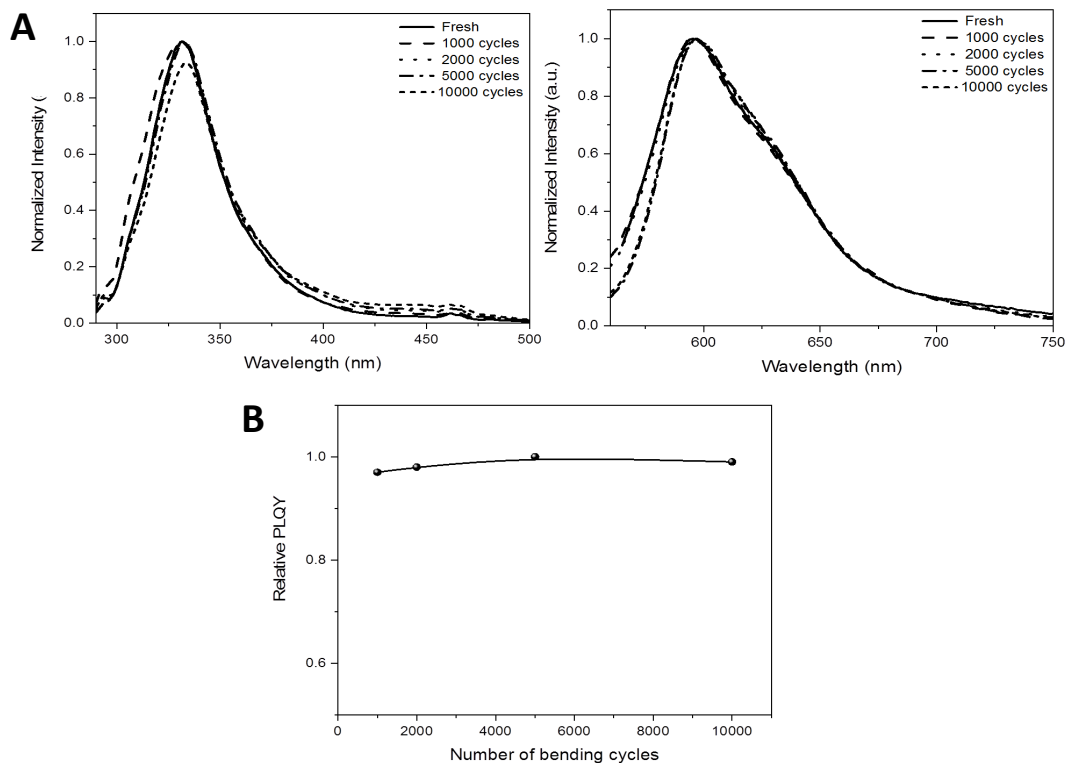 A
Normalized Intensity (
1.0
0.8
0.6
0.4
0.2
0.0
300
350
400
450
500
Wavelength (nm)
Fresh
1000 cycles
2000 cycles
5000 cycles
10000 cycles
Normalized Intensity (a.u.)
1.0
0.8
0.6
0.4
0.2
0.0
600
650
700
750
Wavelength (nm)
Fresh
1000 cycles
2000 cycles
5000 cycles
10000 cycles
B
Relative PLQY
1.0
0.8
0.6
0
2000
4000
6000
8000
10000
Number of bending cycles